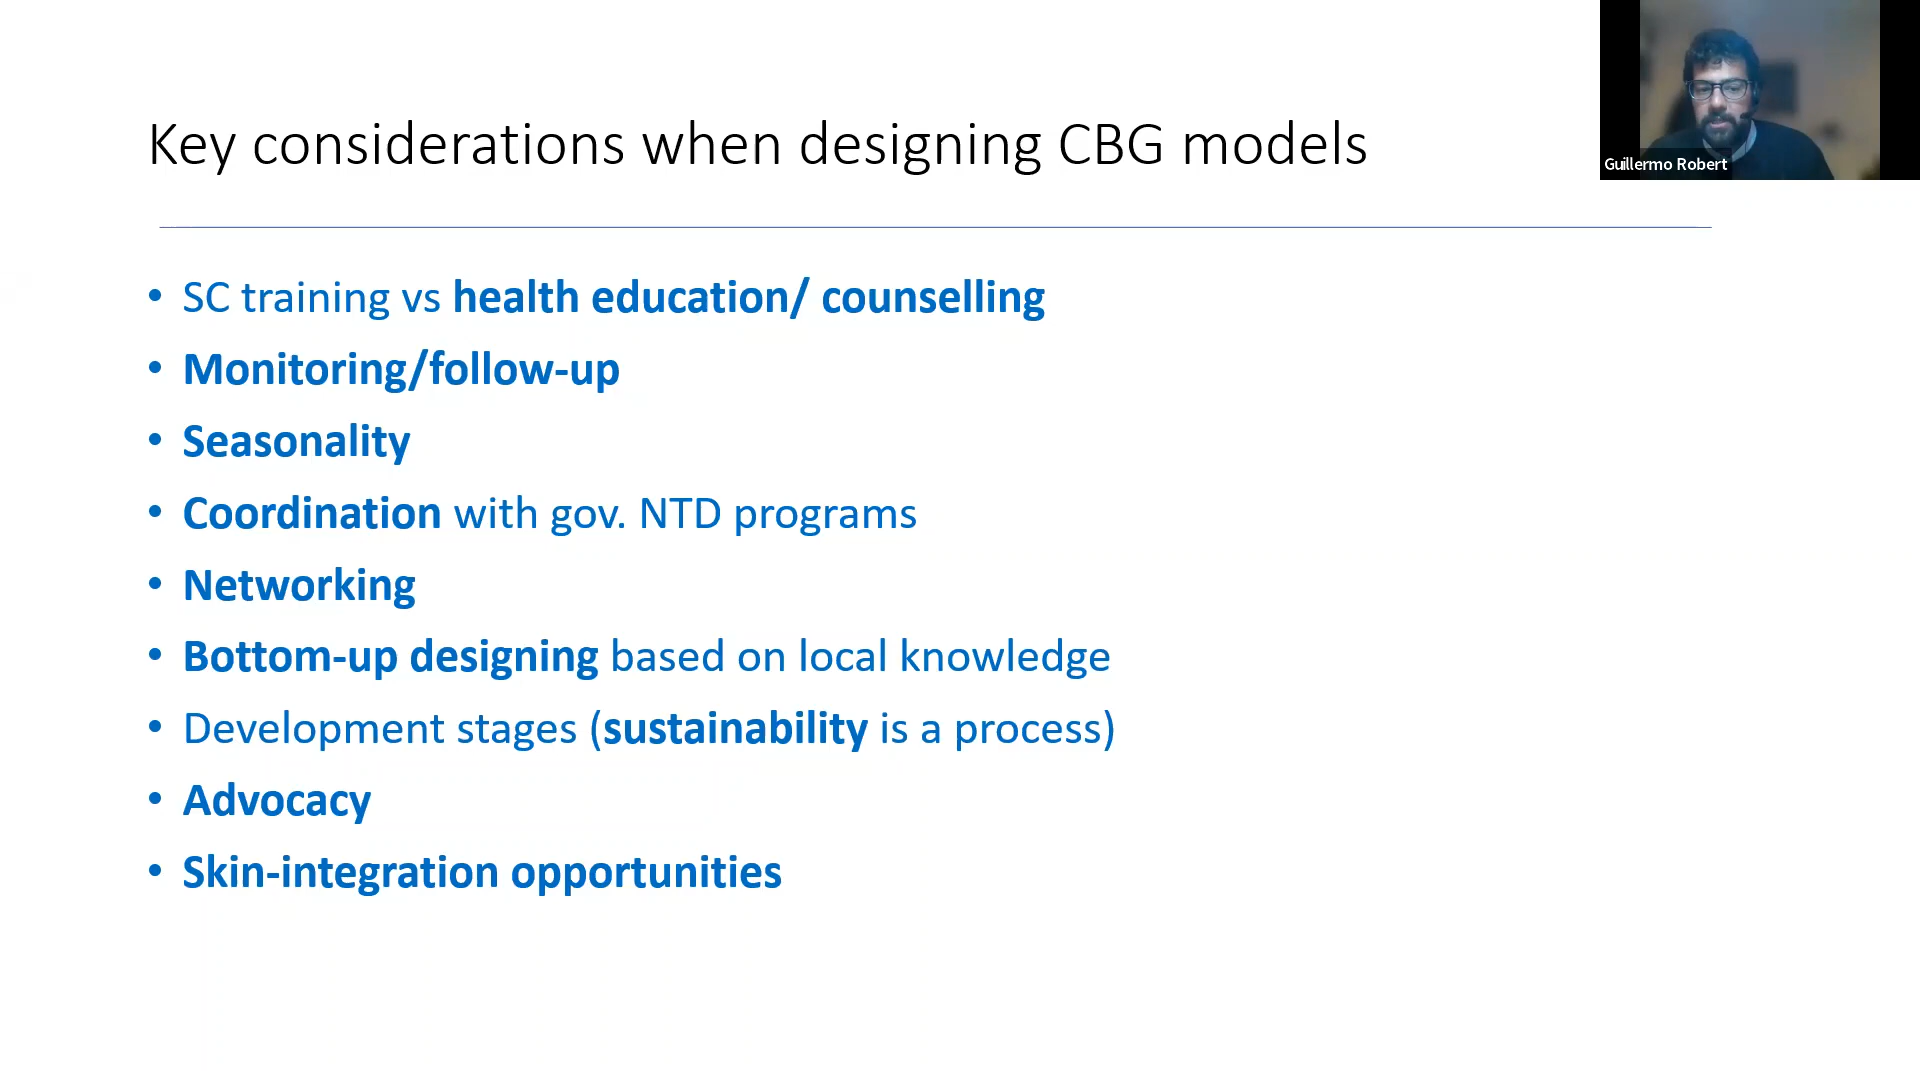 Key considerations when designing CBG models
Guillermo Robert
• SC training vs health education/ counselling
• Monitoring/follow-up
• Seasonality
• Coordination with gov. NTD programs
• Networking
• Bottom-up designing based on local knowledge
• Development stages (sustainability is a process)
• Advocacy
• Skin-integration opportunities